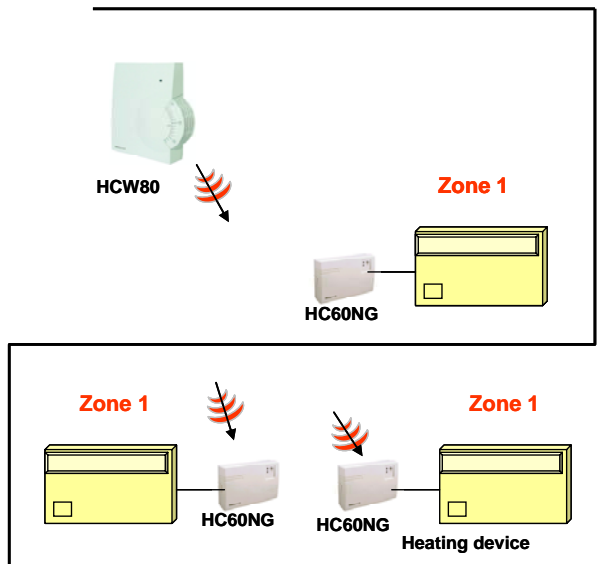 HCW80
Zone 1
HC60NG
Zone 1
Zone 1
HC60NG
HC60NG
Heating device